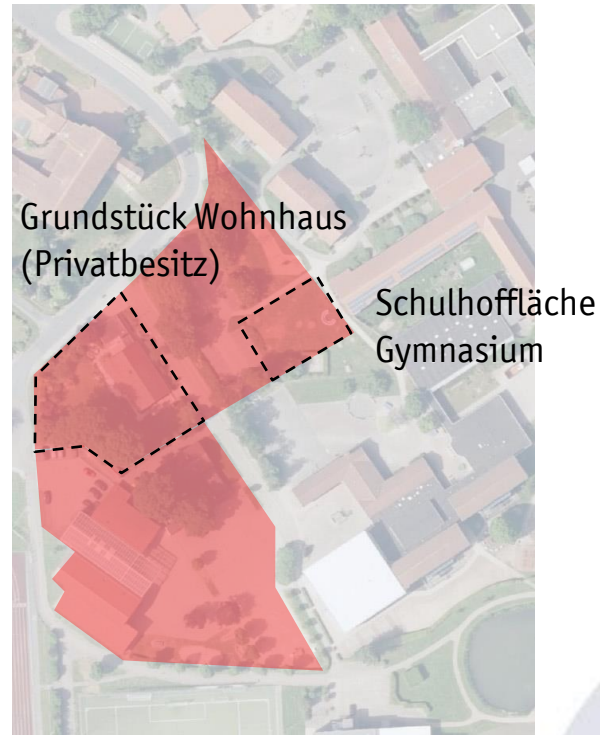 Grundstück Wohnhaus
(Privatbesitz)
Schulhoffläche
Gymnasium